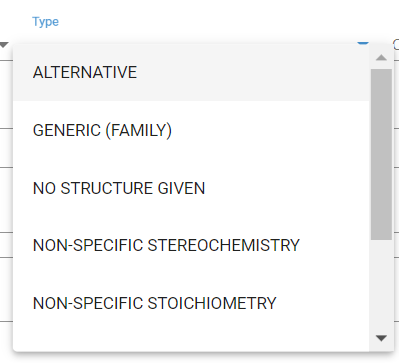 Type
ALTERNATIVE
GENERIC (FAMILY)
NO STRUCTURE GIVEN
NON-SPECIFIC STEREOCHEMISTRY
NON-SPECIFIC STOICHIOMETRY